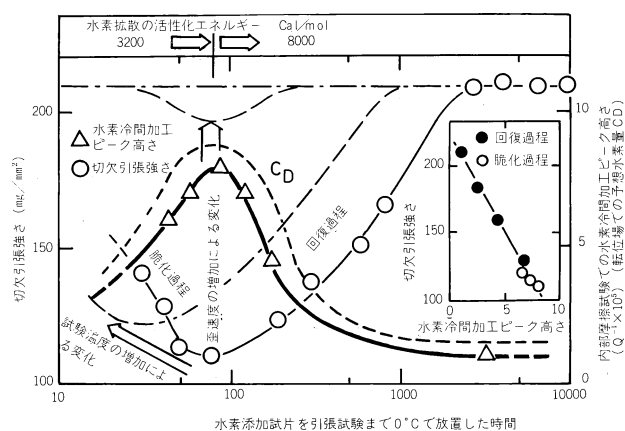 水素拡散の活性化エネルギー Cal/mol
3200 8000
200
150
100
切欠引張強さ (mg/mm²)
水素冷間加工
ピーク高さ
切欠引張強さ
C_D
脆化過程
歪速度の増加による変化
回復過程
試験温度の増加によ
る変化
200
150
100
切欠引張強さ
回復過程
脆化過程
0 5 10
水素冷間加工ピーク高さ
10
5
0
内部摩擦試験での水素冷間加工ピーク高さ
(Q⁻¹×10⁵) (転位場での予想水素量CD)
10 100 1000 10000
水素添加試片を引張試験まで0°Cで放置した時間